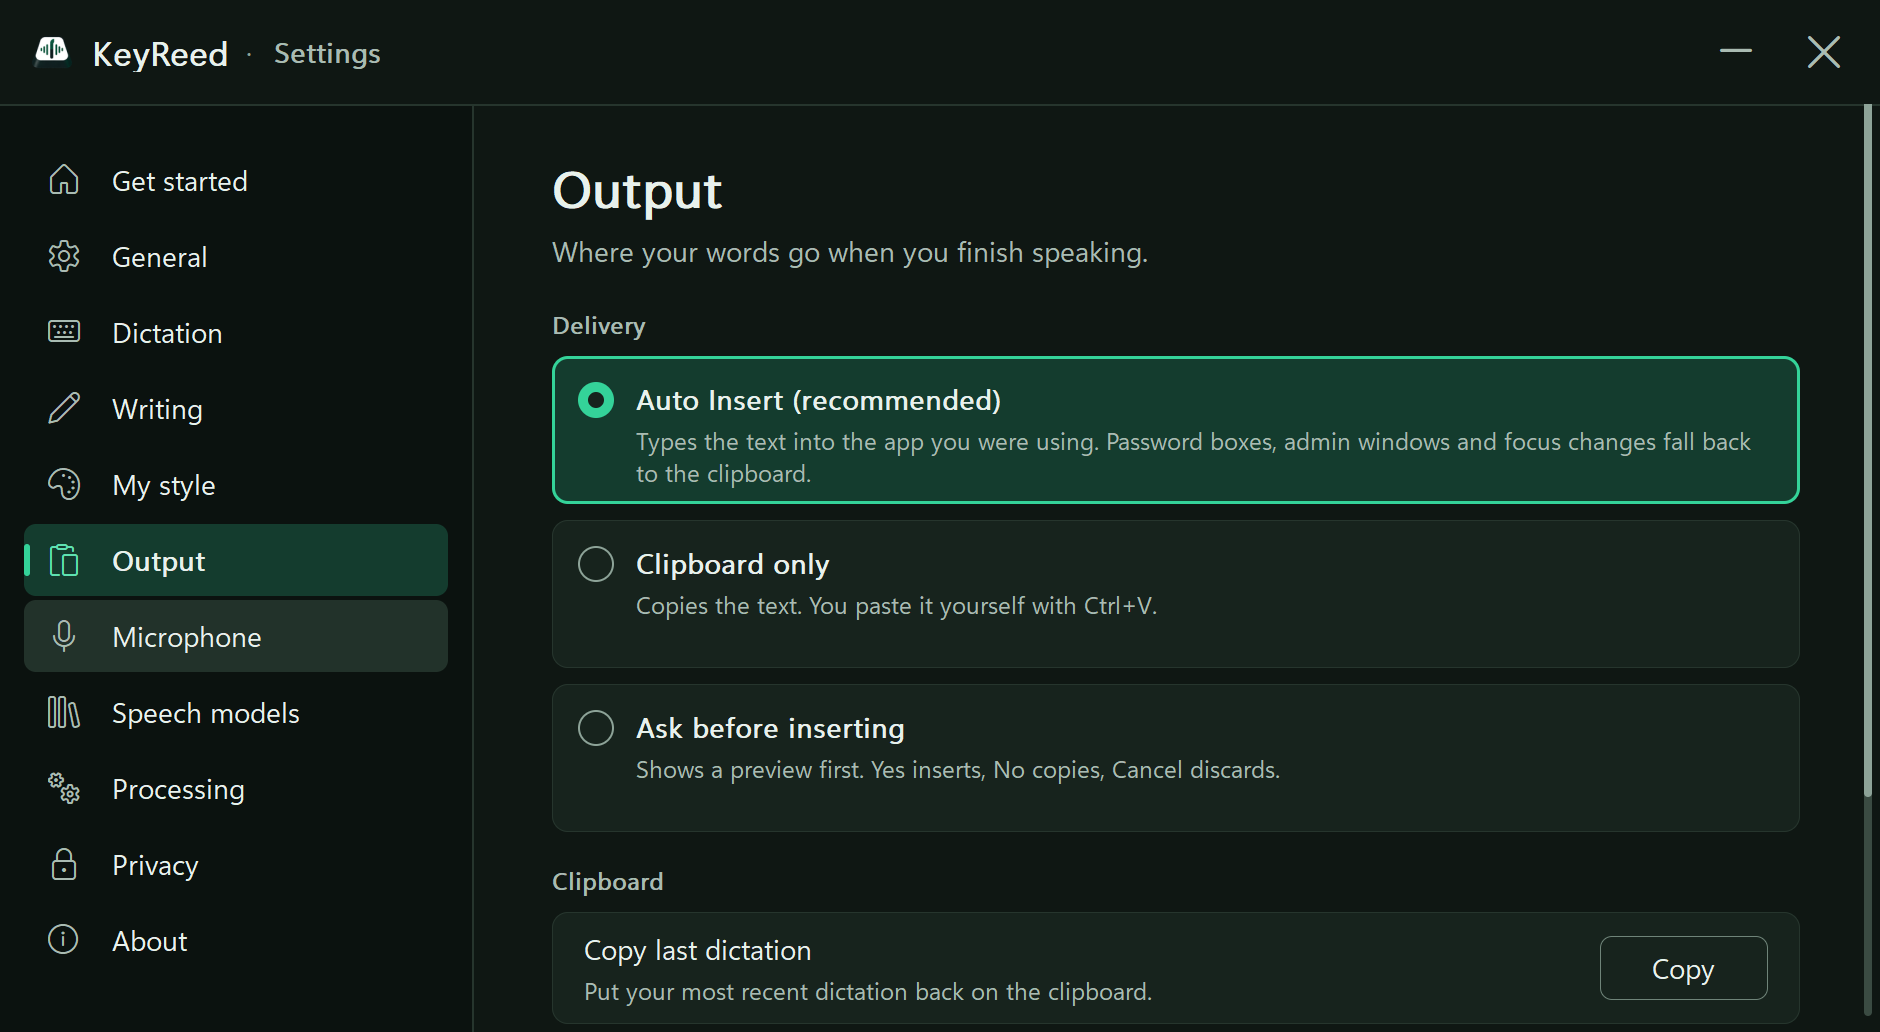 KeyReed · Settings
Get started
General
Dictation
Writing
My style
Output
Microphone
Speech models
Processing
Privacy
About
Output
Where your words go when you finish speaking.
Delivery
Auto Insert (recommended)
Types the text into the app you were using. Password boxes, admin windows and focus changes fall back
to the clipboard.
Clipboard only
Copies the text. You paste it yourself with Ctrl+V.
Ask before inserting
Shows a preview first. Yes inserts, No copies, Cancel discards.
Clipboard
Copy last dictation
Put your most recent dictation back on the clipboard.
Copy